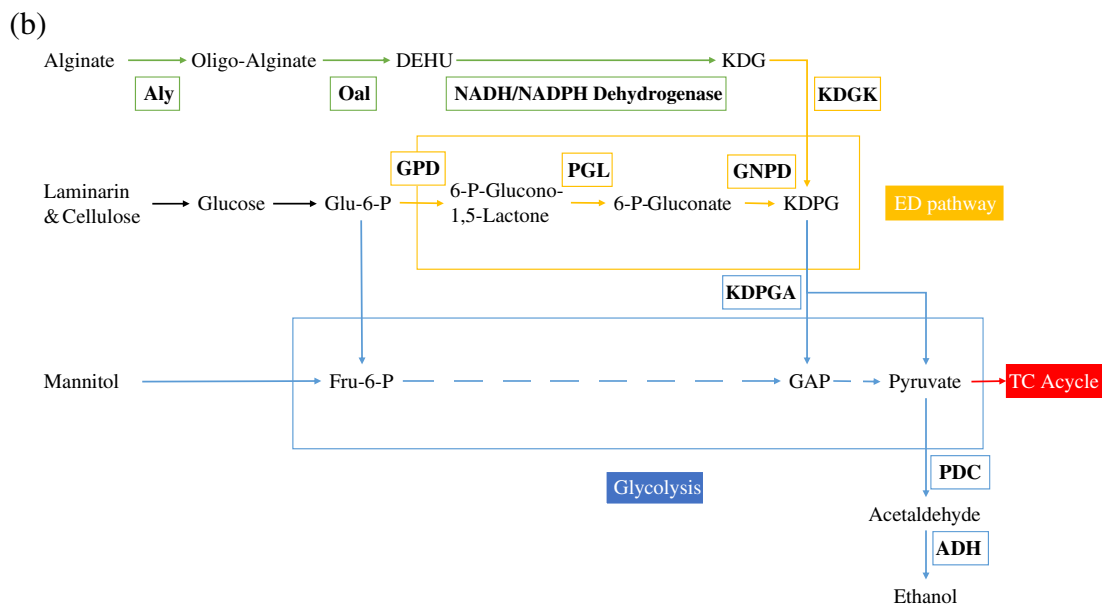 (b)
Alginate
Oligo-Alginate
DEHU
KDG
Aly
Oal
NADH/NADPH Dehydrogenase
KDGK
GPD
PGL
GNPD
Laminarin
& Cellulose
Glucose
Glu-6-P
6-P-Glucono-
1,5-Lactone
6-P-Gluconate
KDPG
ED pathway
KDPGA
Mannitol
Fru-6-P
GAP
Pyruvate
TC Acycle
Glycolysis
PDC
Acetaldehyde
ADH
Ethanol